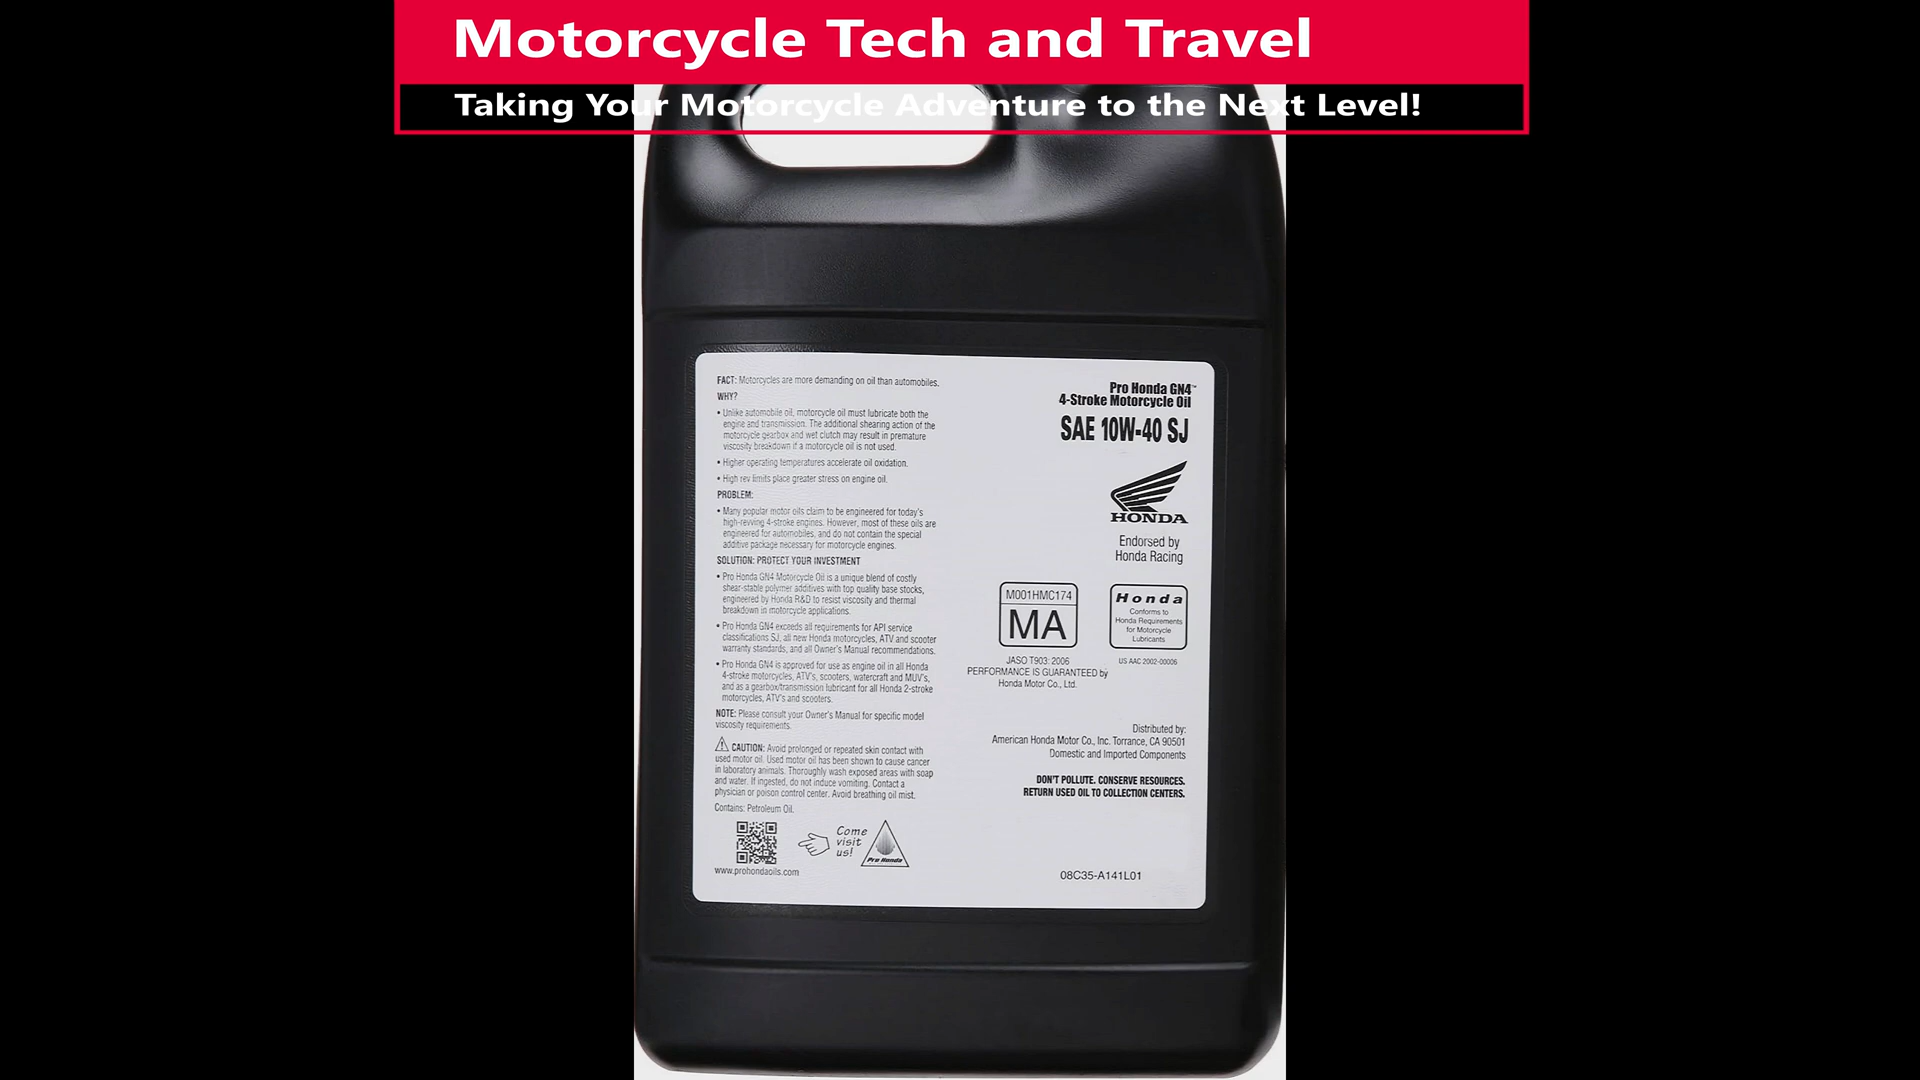 Motorcycle Tech and Travel
Taking Your Motorcycle Adventure to the Next Level!
FACT: Motorcycles are more demanding on oil than automobiles.
WHY?
• Unlike automobile oil, motorcycle oil must lubricate both the
engine and transmission. The additional shearing action of the
motorcycle gearbox and wet clutch may result in premature
viscosity breakdown if a motorcycle oil is not used.
• Higher operating temperatures accelerate oil oxidation.
• High rev limits place greater stress on engine oil.
PROBLEM:
• Many popular motor oils claim to be engineered for today's
high-revving 4-stroke engines. However, most of these oils are
engineered for automobiles, and do not contain the special
additive package necessary for motorcycle engines.
SOLUTION: PROTECT YOUR INVESTMENT
• Pro Honda GN4 Motorcycle Oil is a unique blend of costly
shear-stable polymer additives with top quality base stocks,
engineered by Honda R&D to resist viscosity and thermal
breakdown in motorcycle applications.
• Pro Honda GN4 exceeds all requirements for API service
classifications SJ, all new Honda motorcycles, ATV and scooter
warranty standards, and all Owner's Manual recommendations.
• Pro Honda GN4 is approved for use as engine oil in all Honda
4-stroke motorcycles, ATV's, scooters, watercraft and MUV's,
and as a gearbox/transmission lubricant for all Honda 2-stroke
motorcycles, ATV's and scooters.
NOTE: Please consult your Owner's Manual for specific model
viscosity requirements.
⚠ CAUTION: Avoid prolonged or repeated skin contact with
used motor oil. Used motor oil has been shown to cause cancer
in laboratory animals. Thoroughly wash exposed areas with soap
and water. If ingested, do not induce vomiting. Contact a
physician or poison control center. Avoid breathing oil mist.
Contains: Petroleum Oil.
Come
visit
us!
Pro Honda
www.prohondaoils.com
Pro Honda GN4™
4-Stroke Motorcycle Oil
SAE 10W-40 SJ
HONDA
Endorsed by
Honda Racing
M001HMC174
MA
JASO T903: 2006
PERFORMANCE IS GUARANTEED by
Honda Motor Co., Ltd.
Honda
Conforms to
Honda Requirements
for Motorcycle
Lubricants
US AAC 2002-00006
Distributed by:
American Honda Motor Co., Inc. Torrance, CA 90501
Domestic and Imported Components
DON'T POLLUTE. CONSERVE RESOURCES.
RETURN USED OIL TO COLLECTION CENTERS.
08C35-A141L01